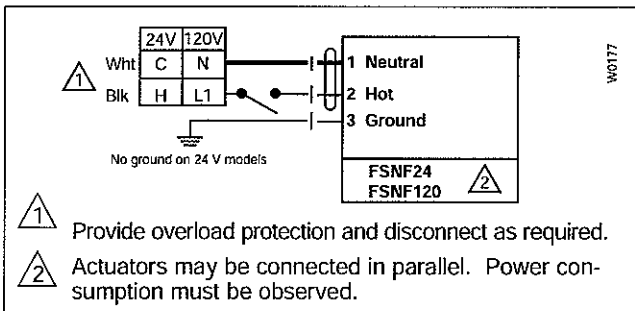 24V 120V
Wht C N
1 Neutral
1
Blk H L1
2 Hot
3 Ground
No ground on 24 V models
FSNF24
FSNF120
2
W0177
1 Provide overload protection and disconnect as required.
2 Actuators may be connected in parallel. Power con-
sumption must be observed.